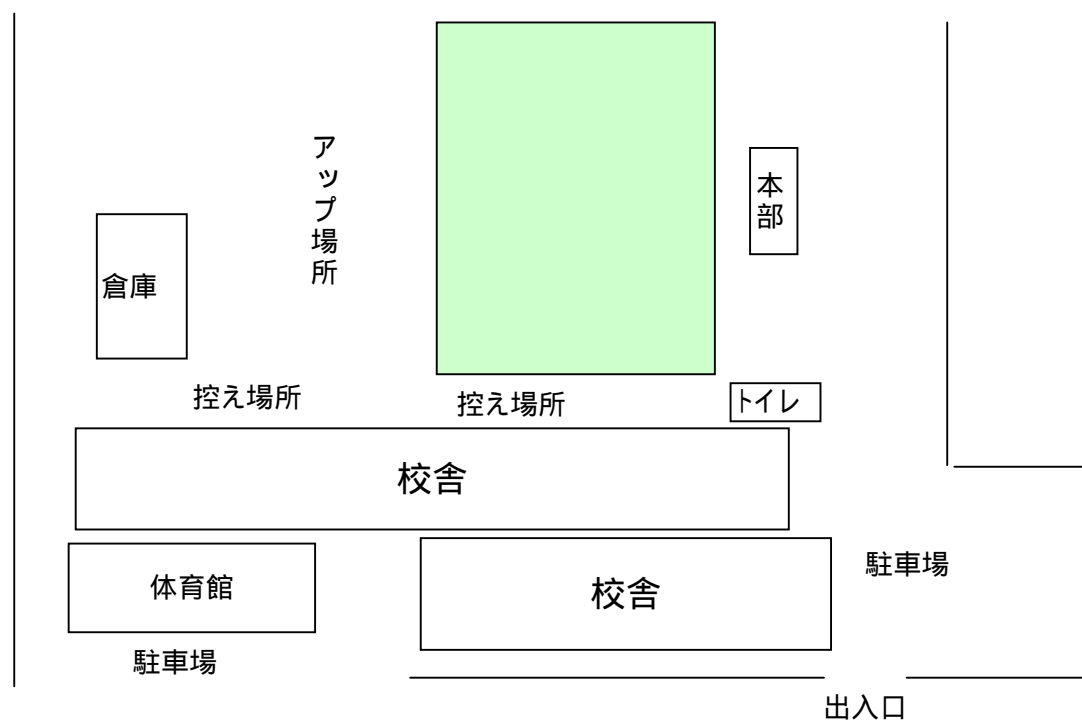 アップ場所
本部
倉庫
控え場所
控え場所
トイレ
校舎
体育館
校舎
駐車場
駐車場
出入口